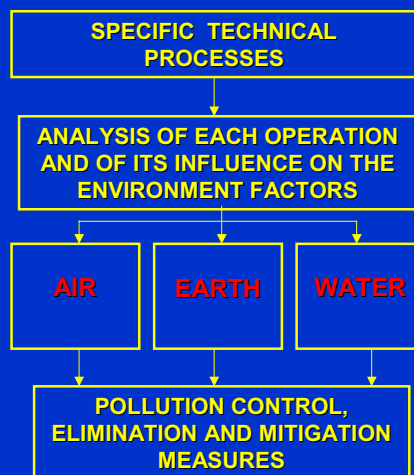 SPECIFIC TECHNICAL
PROCESSES
ANALYSIS OF EACH OPERATION
AND OF ITS INFLUENCE ON THE
ENVIRONMENT FACTORS
AIR
EARTH
WATER
POLLUTION CONTROL,
ELIMINATION AND MITIGATION
MEASURES